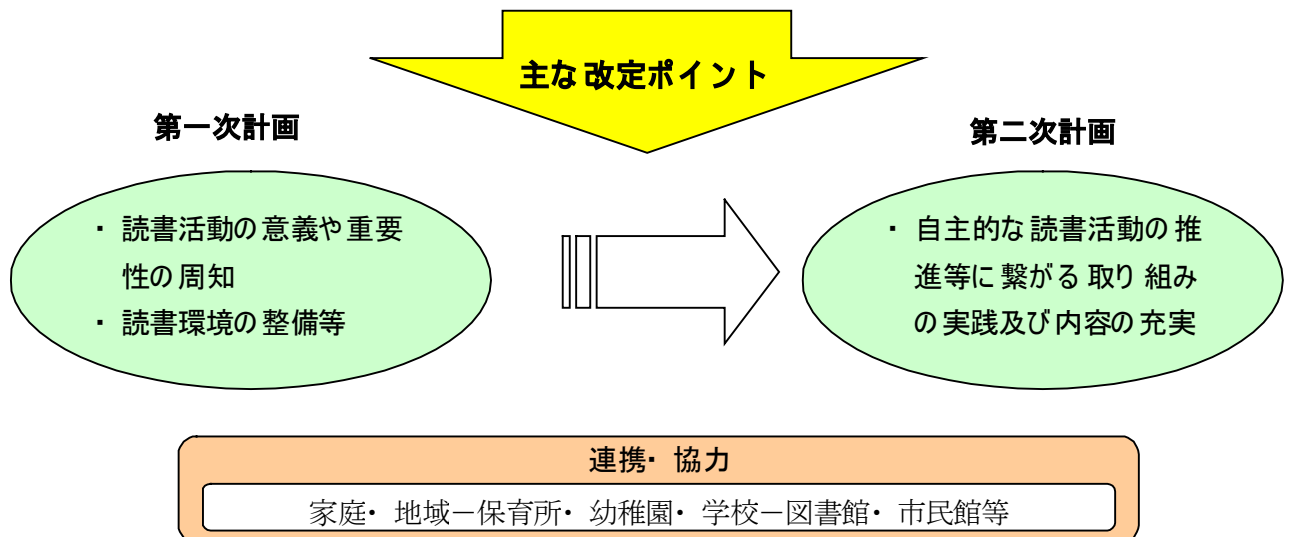 主な改定ポイント
第一次計画
第二次計画
・ 読書活動の意義や重要
性の周知
・ 読書環境の整備等
・ 自主的な読書活動の推
進等に繋がる取り組み
の実践及び内容の充実
連携・協力
家庭・地域－保育所・幼稚園・学校－図書館・市民館等